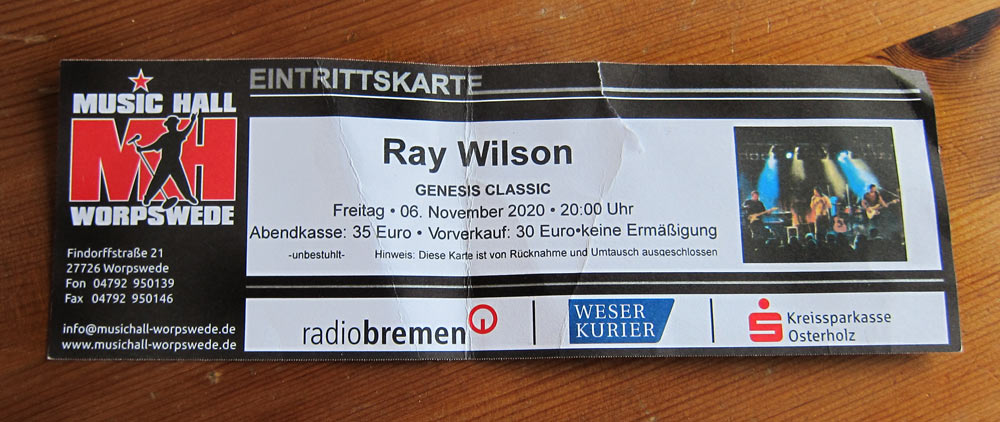 MUSIC HALL
MH
WORPSWEDE
Findorffstraße 21
27726 Worpswede
Fon 04792 950139
Fax 04792 950146
info@musichall-worpswede.de
www.musichall-worpswede.de
EINTRITTSKARTE
Ray Wilson
GENESIS CLASSIC
Freitag • 06. November 2020 • 20:00 Uhr
Abendkasse: 35 Euro • Vorverkauf: 30 Euro•keine Ermäßigung
-unbestuhlt- Hinweis: Diese Karte ist von Rücknahme und Umtausch ausgeschlossen
radiobremen
WESER
KURIER
Kreissparkasse
Osterholz